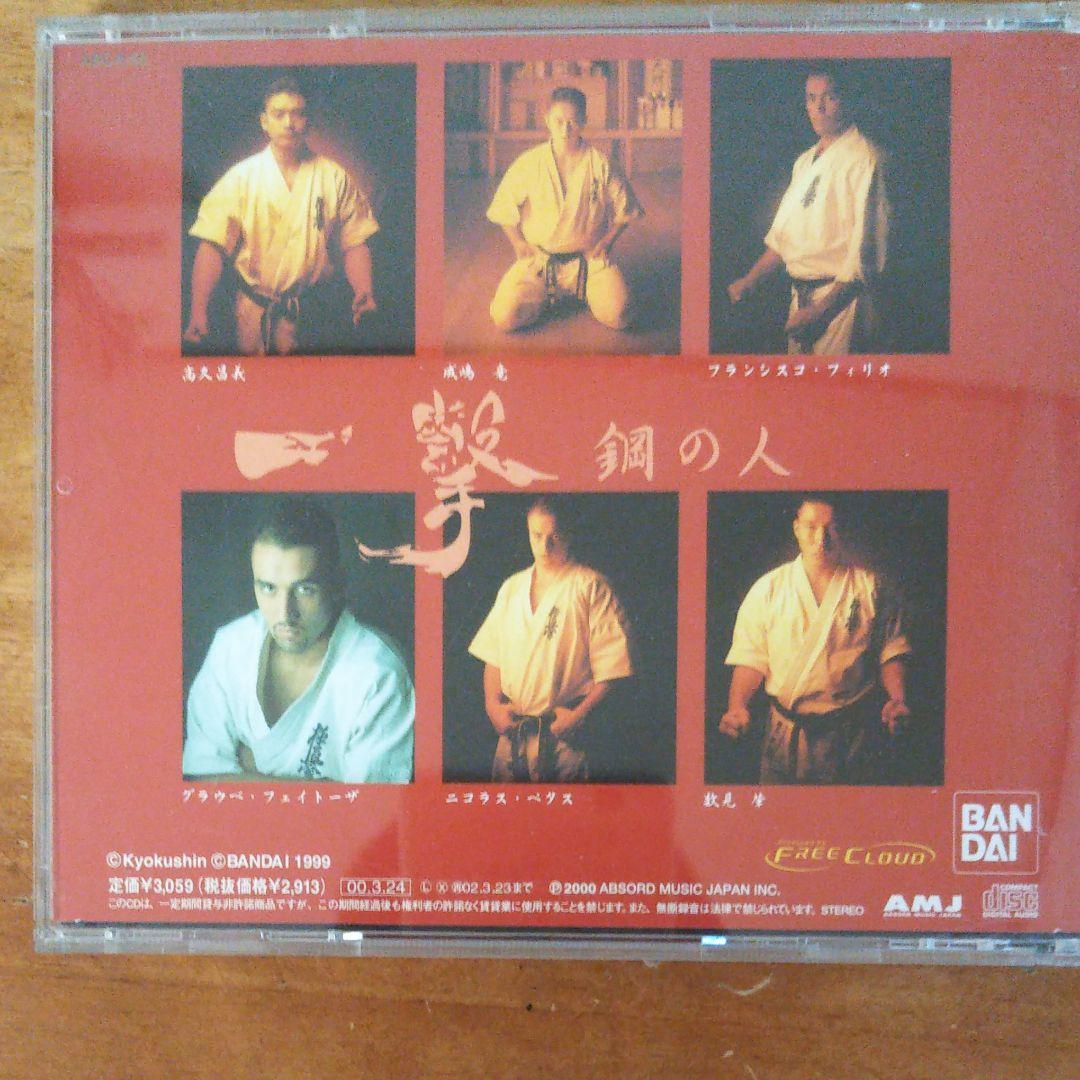 高久昌義
成嶋 竜
フランシスコ・フィリオ
一撃 鋼の人
グラウベ・フェイトーザ
ニコラス・ペタス
数見 肇
BAN
DAI
FREE CLOUD
©Kyokushin ©BANDAI 1999
定価¥3,059(税抜価格¥2,913) 00.3.24 Ⓛ Ⓧ 02.3.23まで ℗2000 ABSORD MUSIC JAPAN INC.
このCDは、一定期間貸与非許諾商品ですが、この期間経過後も権利者の許諾なく賃貸業に使用することを禁じます。また、無断録音は法律で禁じられています。 STEREO
AMJ
ABSORD MUSIC JAPAN
COMPACT
disc
DIGITAL AUDIO